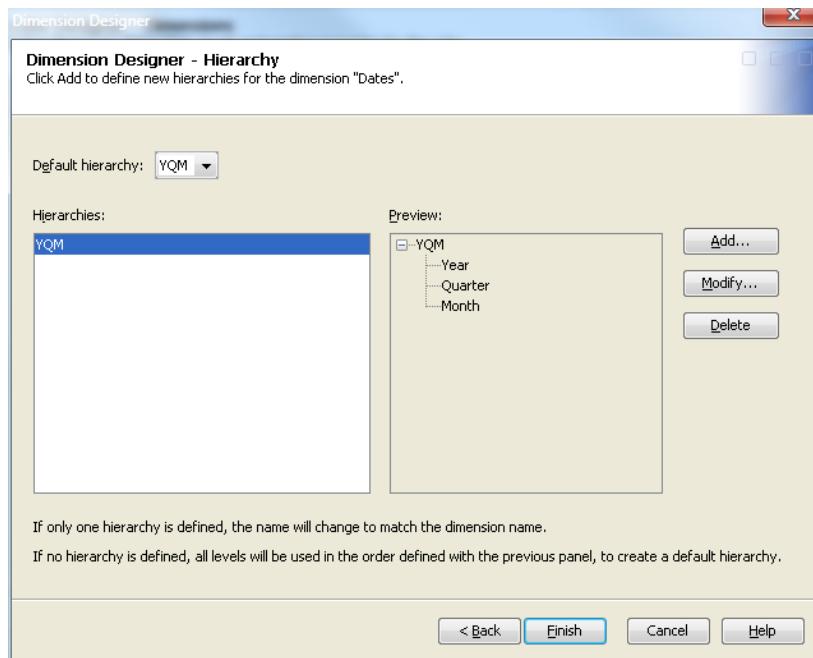 Dimension Designer
Dimension Designer - Hierarchy
Click Add to define new hierarchies for the dimension "Dates".
Default hierarchy: YQM
Hierarchies:
Preview:
YQM
YQM
Year
Quarter
Month
Add...
Modify...
Delete
If only one hierarchy is defined, the name will change to match the dimension name.
If no hierarchy is defined, all levels will be used in the order defined with the previous panel, to create a default hierarchy.
< Back Finish Cancel Help